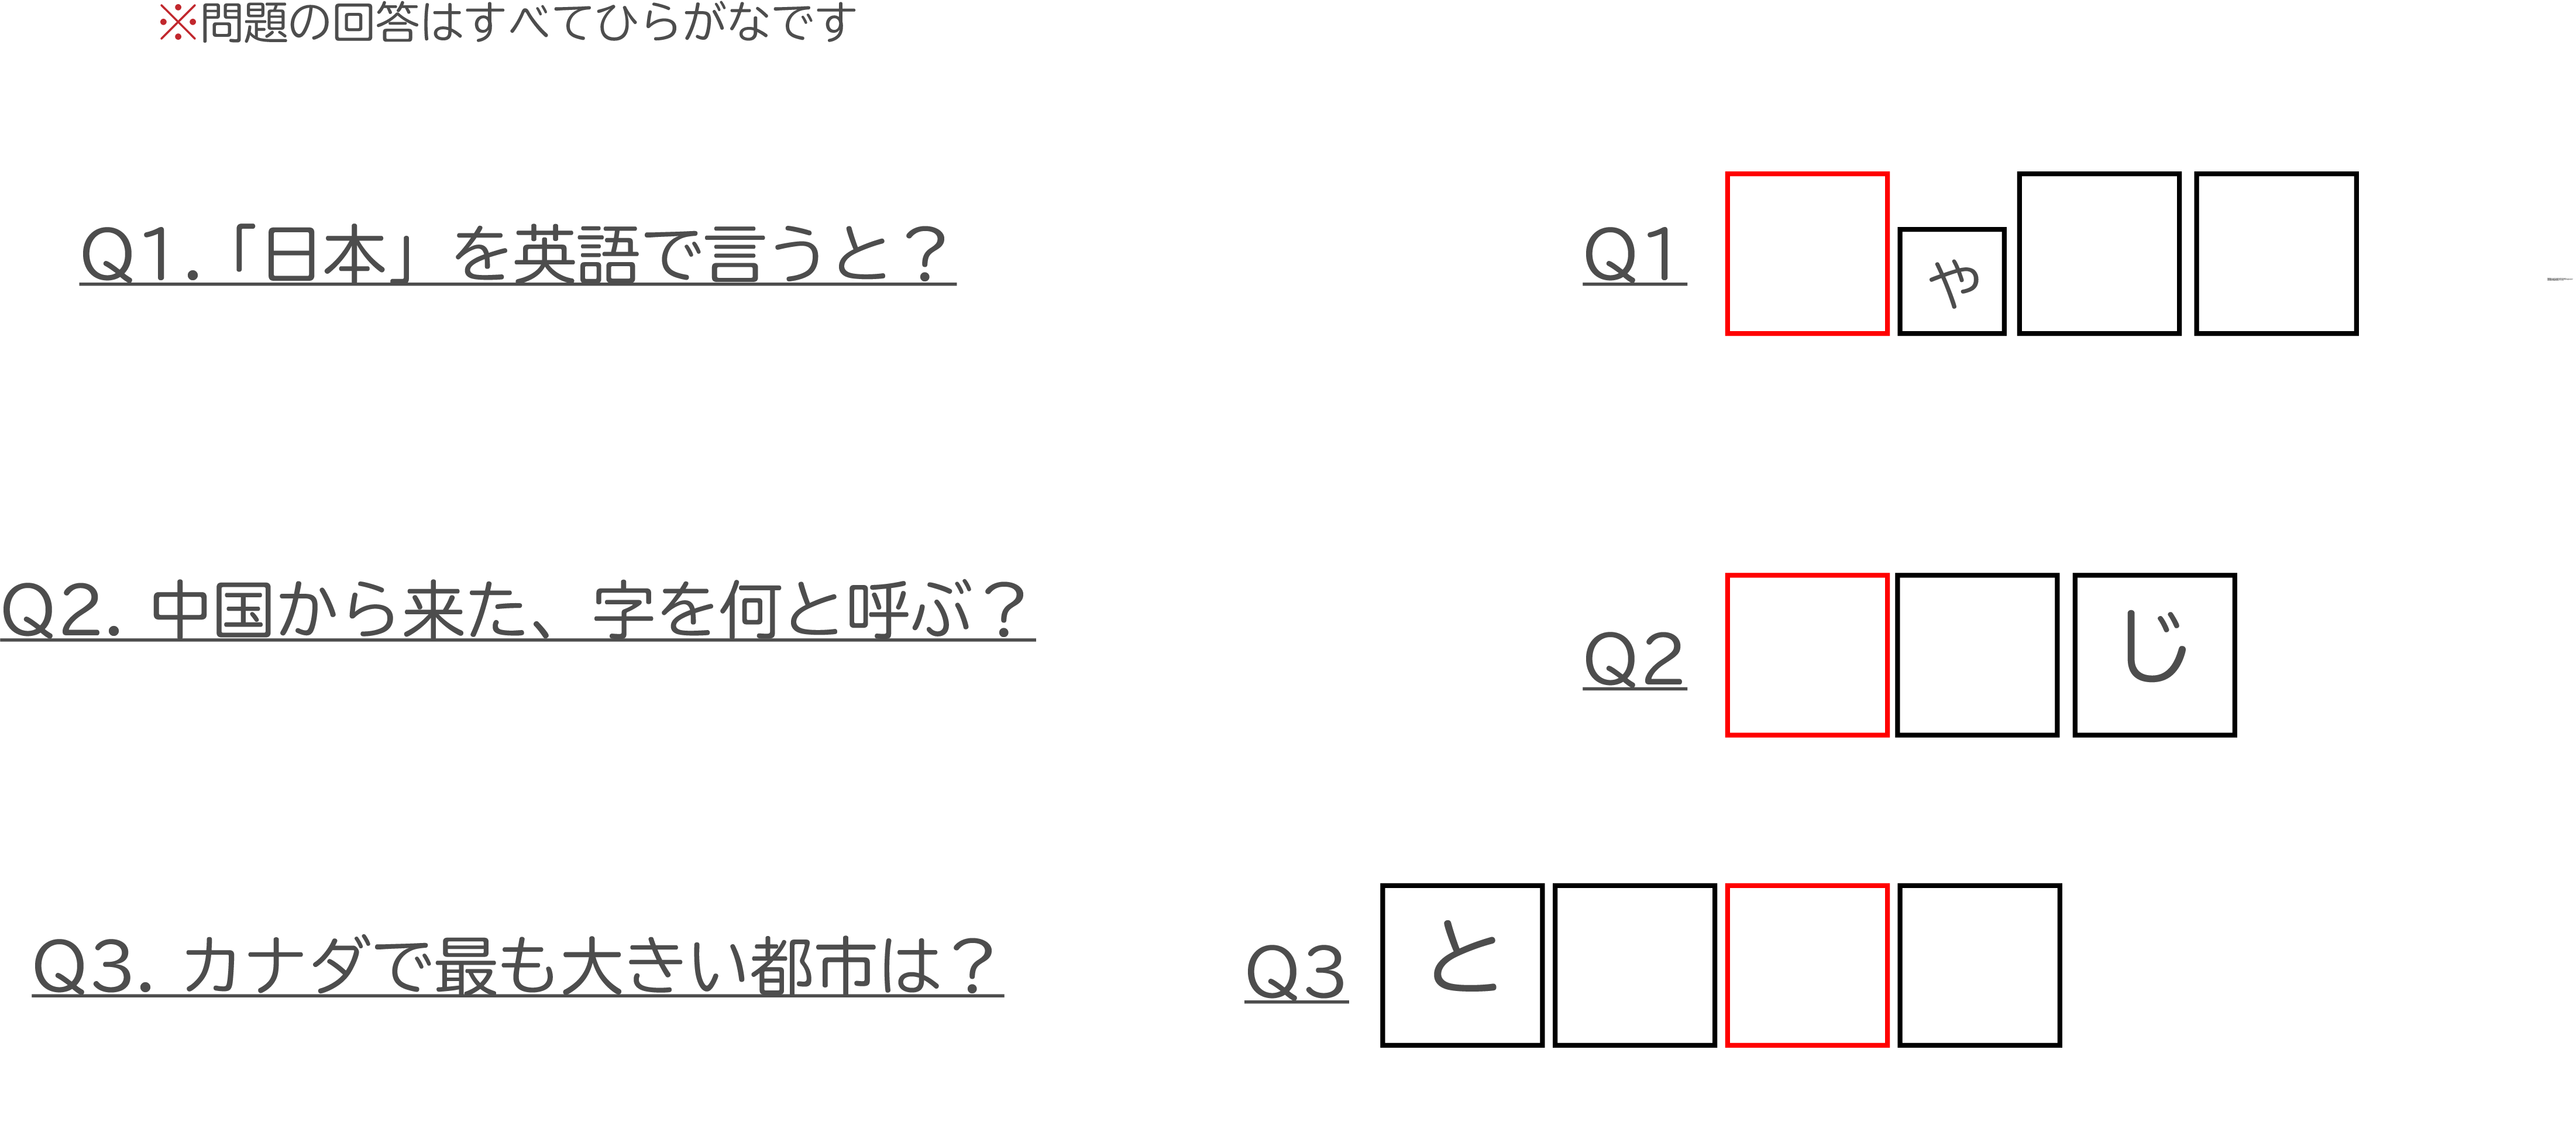 ※問題の回答はすべてひらがなです
Q1.「日本」を英語で言うと？
Q1 や
Q2. 中国から来た、字を何と呼ぶ？
Q2 じ
Q3. カナダで最も大きい都市は？
Q3 と